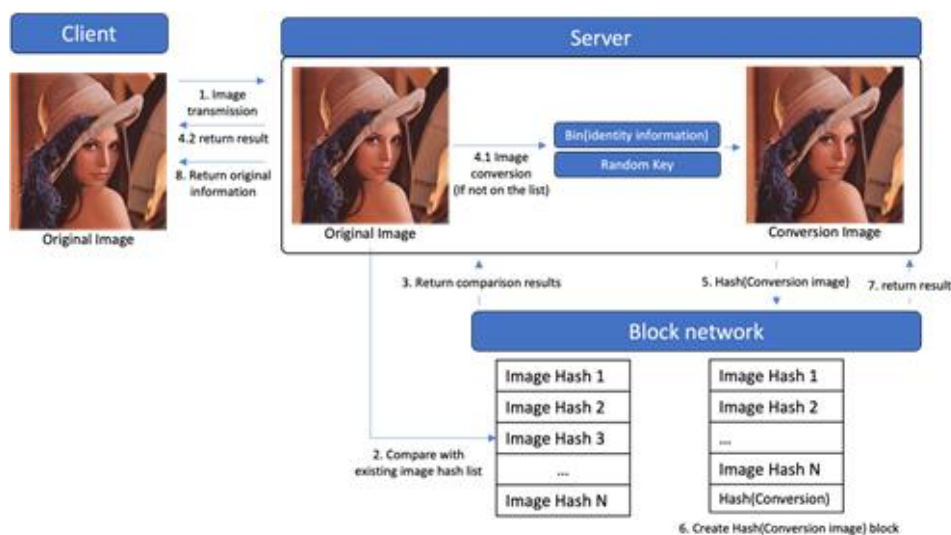 Client
Server
1. Image
transmission
4.2 return result
8. Return original
information
Original Image
Original Image
4.1 Image
conversion
(If not on the list)
Bin(identity information)
Random Key
Conversion Image
3. Return comparison results
5. Hash(Conversion image)
7. return result
Block network
Image Hash 1
Image Hash 2
Image Hash 3
...
Image Hash N
2. Compare with
existing image hash list
Image Hash 1
Image Hash 2
...
Image Hash N
Hash(Conversion)
6. Create Hash(Conversion image) block